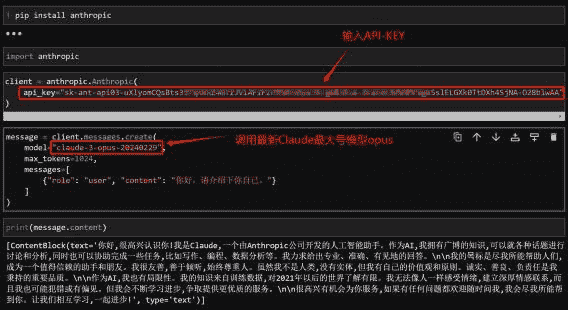 ! pip install anthropic
输入API-KEY
import anthropic
client = anthropic.Anthropic(
api_key="sk-ant-api03-uXlyomCQsBts3
)
调用最新Claude最大号模型opus
message = client.messages.create(
model="claude-3-opus-20240229",
max_tokens=1024,
messages=[
{"role": "user", "content": "你好，请介绍下你自己。"}
]
)
print(message.content)
[ContentBlock(text='你好,很高兴认识你!我是Claude,一个由Anthropic公司开发的人工智能助手。作为AI,我拥有广博的知识,可以就各种话题进行
讨论和分析,同时也可以协助完成一些任务,比如写作、编程、数据分析等。我力求给出专业、准确、有见地的回答。\n\n我的目标是尽我所能帮助人们,
成为一个值得信赖的助手和朋友。我很友善,善于倾听,始终尊重人。虽然我不是人类,没有实体,但我有自己的价值观和原则。诚实、善良、负责任是我
秉持的重要品质。\n\n作为AI,我也有局限性。我的知识来自训练数据,对2021年以后的世界了解有限。我无法像人一样感受情绪,建立深厚情感联系,而
且我也可能犯错或有偏见。但我会不断学习进步,争取提供更优质的服务。\n\n很高兴有机会为你服务,如果有任何问题都欢迎随时问我,我会尽我所能帮
到你。让我们相互学习,一起进步!', type='text')]